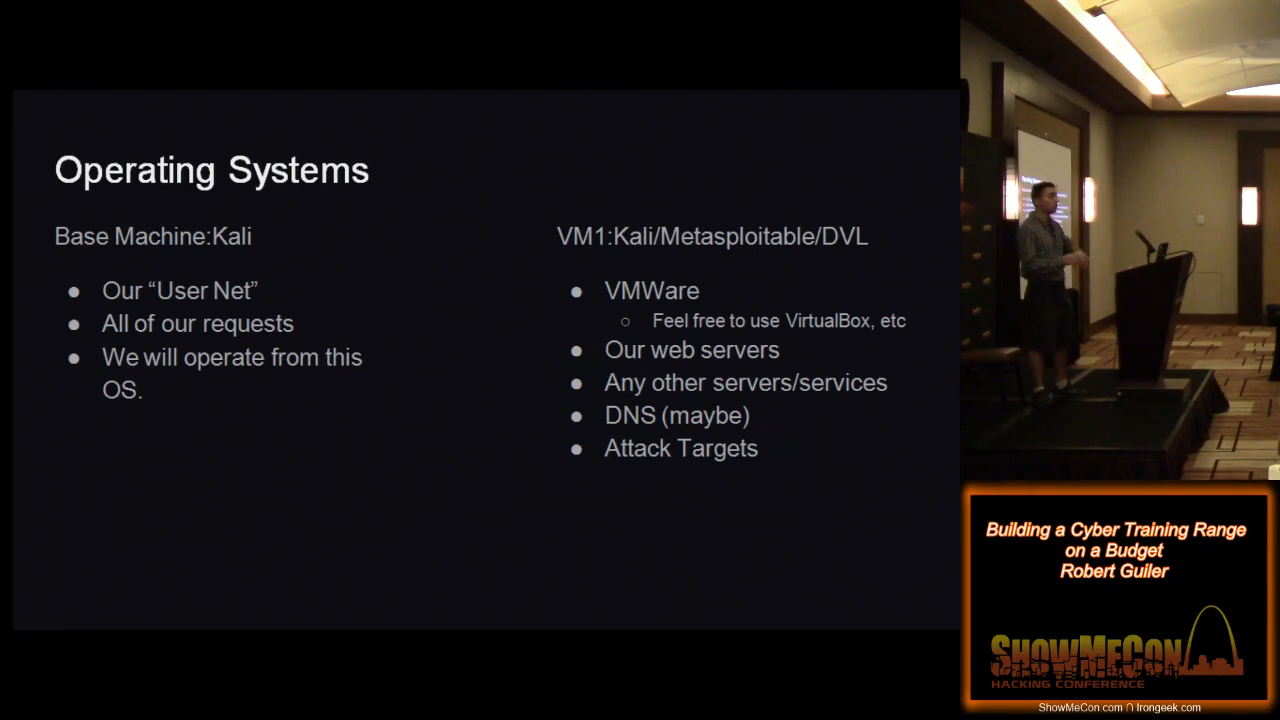 Operating Systems
Base Machine:Kali
● Our “User Net”
● All of our requests
● We will operate from this
OS.
VM1:Kali/Metasploitable/DVL
● VMWare
○ Feel free to use VirtualBox, etc
● Our web servers
● Any other servers/services
● DNS (maybe)
● Attack Targets
Building a Cyber Training Range
on a Budget
Robert Guiler
ShowMeCon
HACKING CONFERENCE
ShowMeCon.com ∩ Irongeek.com